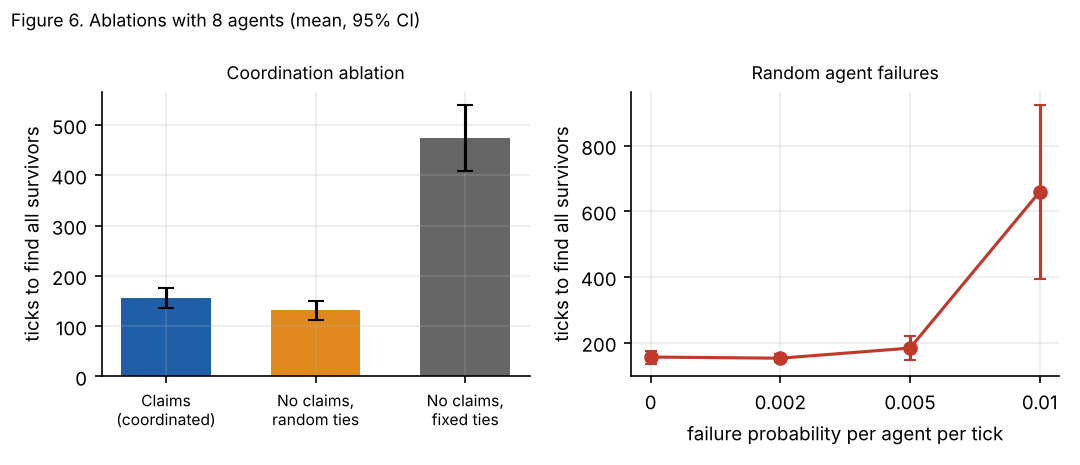 Figure 6. Ablations with 8 agents (mean, 95% CI)
Coordination ablation
ticks to find all survivors
500
400
300
200
100
0
Claims
(coordinated)
No claims,
random ties
No claims,
fixed ties
Random agent failures
ticks to find all survivors
800
600
400
200
0
0.002
0.005
0.01
failure probability per agent per tick